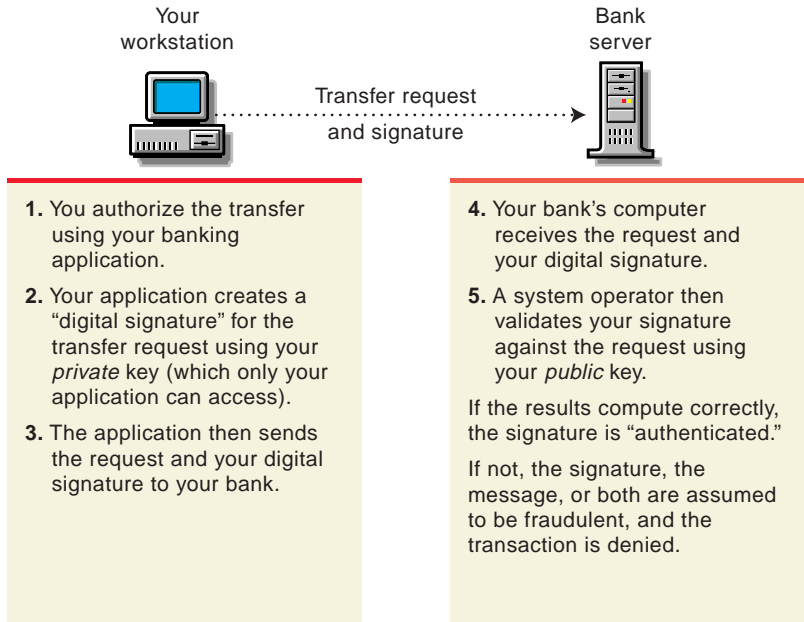 Your
workstation
Bank
server
Transfer request
and signature
1. You authorize the transfer
using your banking
application.
2. Your application creates a
“digital signature” for the
transfer request using your
private key (which only your
application can access).
3. The application then sends
the request and your digital
signature to your bank.
4. Your bank’s computer
receives the request and
your digital signature.
5. A system operator then
validates your signature
against the request using
your public key.
If the results compute correctly,
the signature is “authenticated.”
If not, the signature, the
message, or both are assumed
to be fraudulent, and the
transaction is denied.